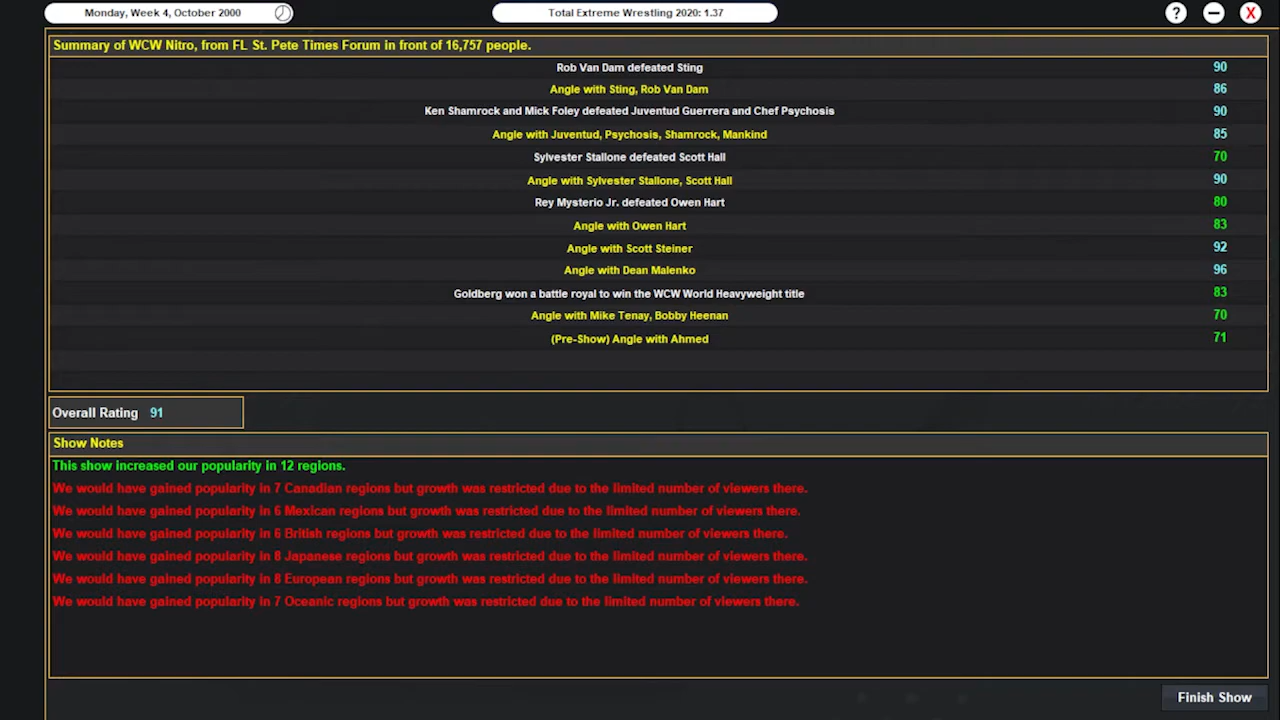 Monday, Week 4, October 2000
Total Extreme Wrestling 2020: 1.37
? X
Summary of WCW Nitro, from FL St. Pete Times Forum in front of 16,757 people.
Rob Van Dam defeated Sting 90
Angle with Sting, Rob Van Dam 86
Ken Shamrock and Mick Foley defeated Juventud Guerrera and Chef Psychosis 90
Angle with Juventud, Psychosis, Shamrock, Mankind 85
Sylvester Stallone defeated Scott Hall 70
Angle with Sylvester Stallone, Scott Hall 90
Rey Mysterio Jr. defeated Owen Hart 80
Angle with Owen Hart 83
Angle with Scott Steiner 92
Angle with Dean Malenko 96
Goldberg won a battle royal to win the WCW World Heavyweight title 83
Angle with Mike Tenay, Bobby Heenan 70
(Pre-Show) Angle with Ahmed 71
Overall Rating 91
Show Notes
This show increased our popularity in 12 regions.
We would have gained popularity in 7 Canadian regions but growth was restricted due to the limited number of viewers there.
We would have gained popularity in 6 Mexican regions but growth was restricted due to the limited number of viewers there.
We would have gained popularity in 6 British regions but growth was restricted due to the limited number of viewers there.
We would have gained popularity in 8 Japanese regions but growth was restricted due to the limited number of viewers there.
We would have gained popularity in 8 European regions but growth was restricted due to the limited number of viewers there.
We would have gained popularity in 7 Oceanic regions but growth was restricted due to the limited number of viewers there.
Finish Show